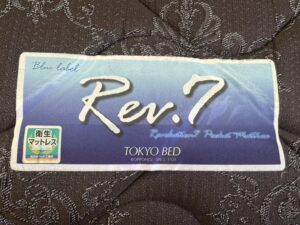 Blue label
Rev.7
Revolution7 Pocket Mattress
TOKYO BED
衛生
マットレス